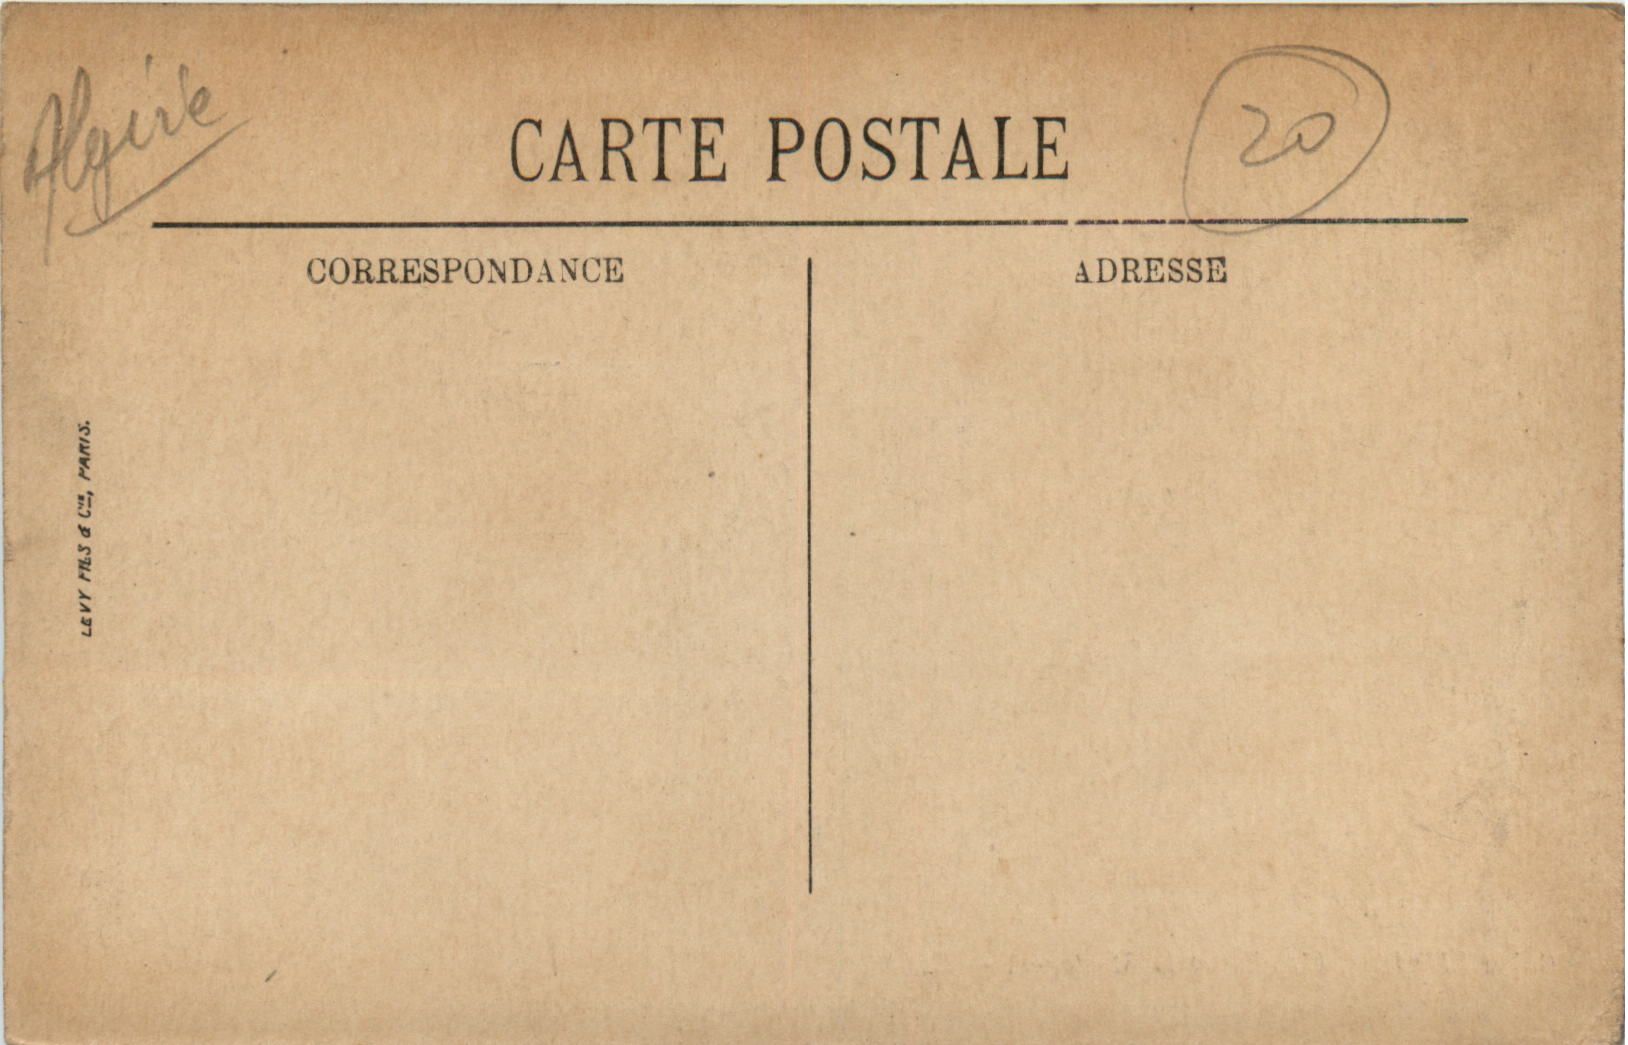 Algérie
20
CARTE POSTALE
CORRESPONDANCE
ADRESSE
LEVY FILS & Cie, PARIS.